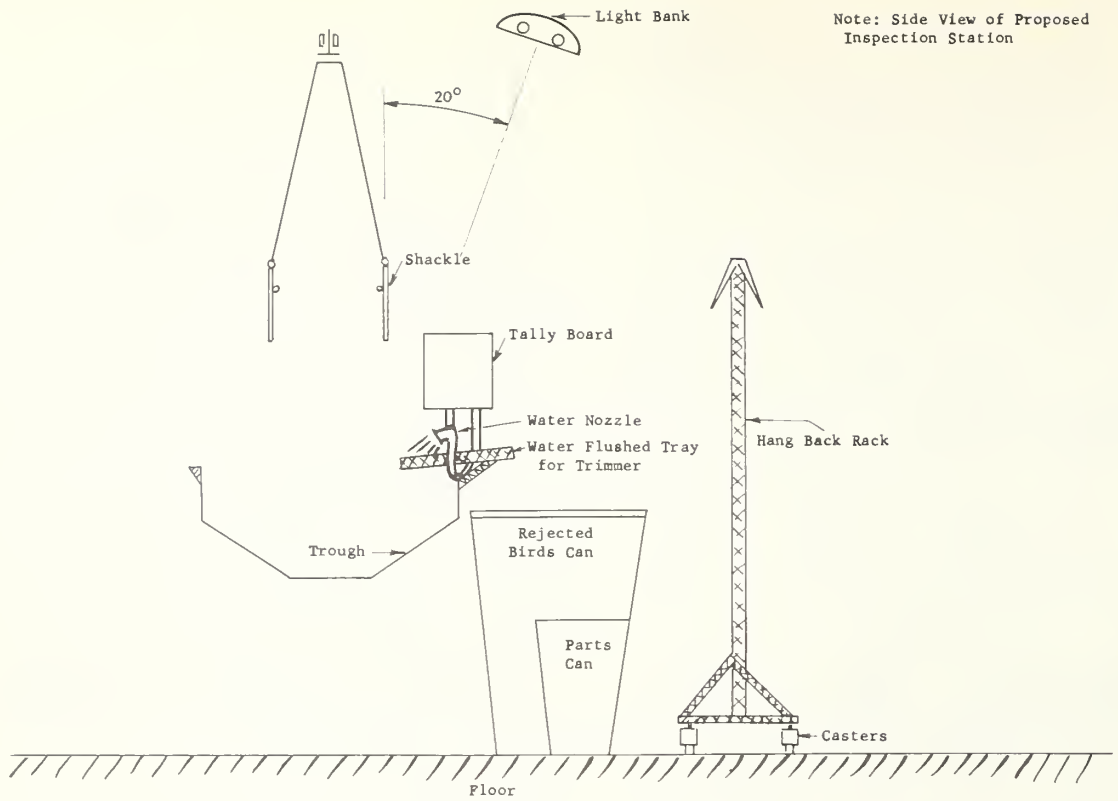 Light Bank
Note: Side View of Proposed
Inspection Station
20°
Shackle
Tally Board
Water Nozzle
Hang Back Rack
Water Flushed Tray
for Trimmer
Rejected
Birds Can
Trough
Parts
Can
Casters
Floor